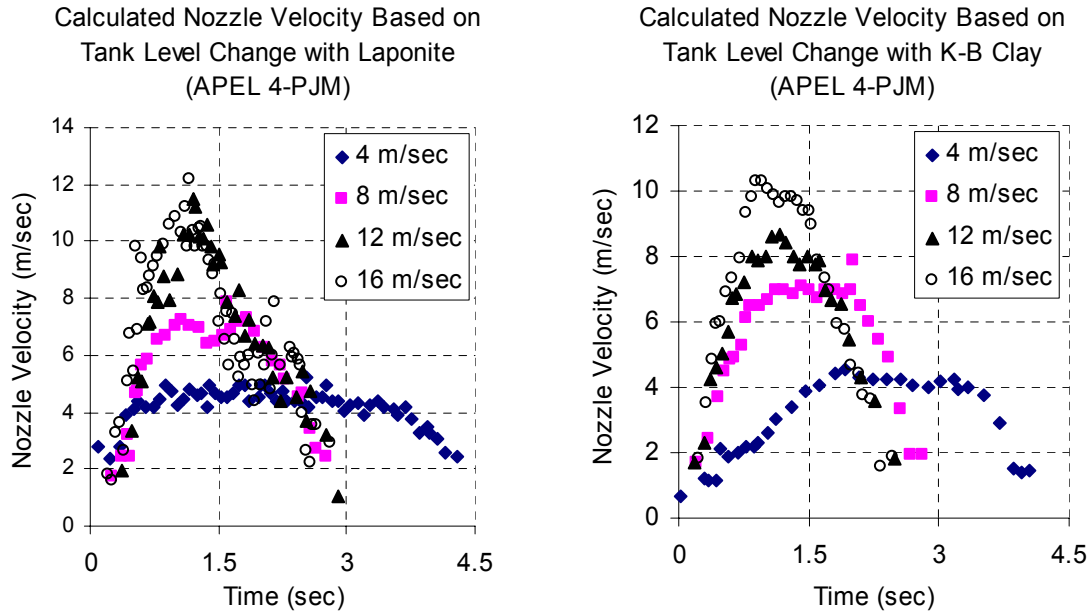 Calculated Nozzle Velocity Based on
Tank Level Change with Laponite
(APEL 4-PJM)
Nozzle Velocity (m/sec)
14
12
10
8
6
4
2
0
0
1.5
3
4.5
Time (sec)
4 m/sec
8 m/sec
12 m/sec
16 m/sec
Calculated Nozzle Velocity Based on
Tank Level Change with K-B Clay
(APEL 4-PJM)
Nozzle Velocity (m/sec)
12
10
8
6
4
2
0
0
1.5
3
4.5
Time (sec)
4 m/sec
8 m/sec
12 m/sec
16 m/sec